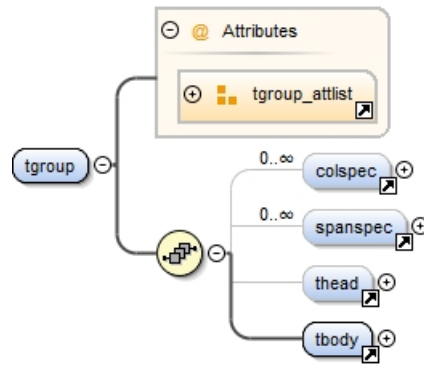 @ Attributes
tgroup_attlist
tgroup
0..∞
colspec
0..∞
spanspec
thead
tbody